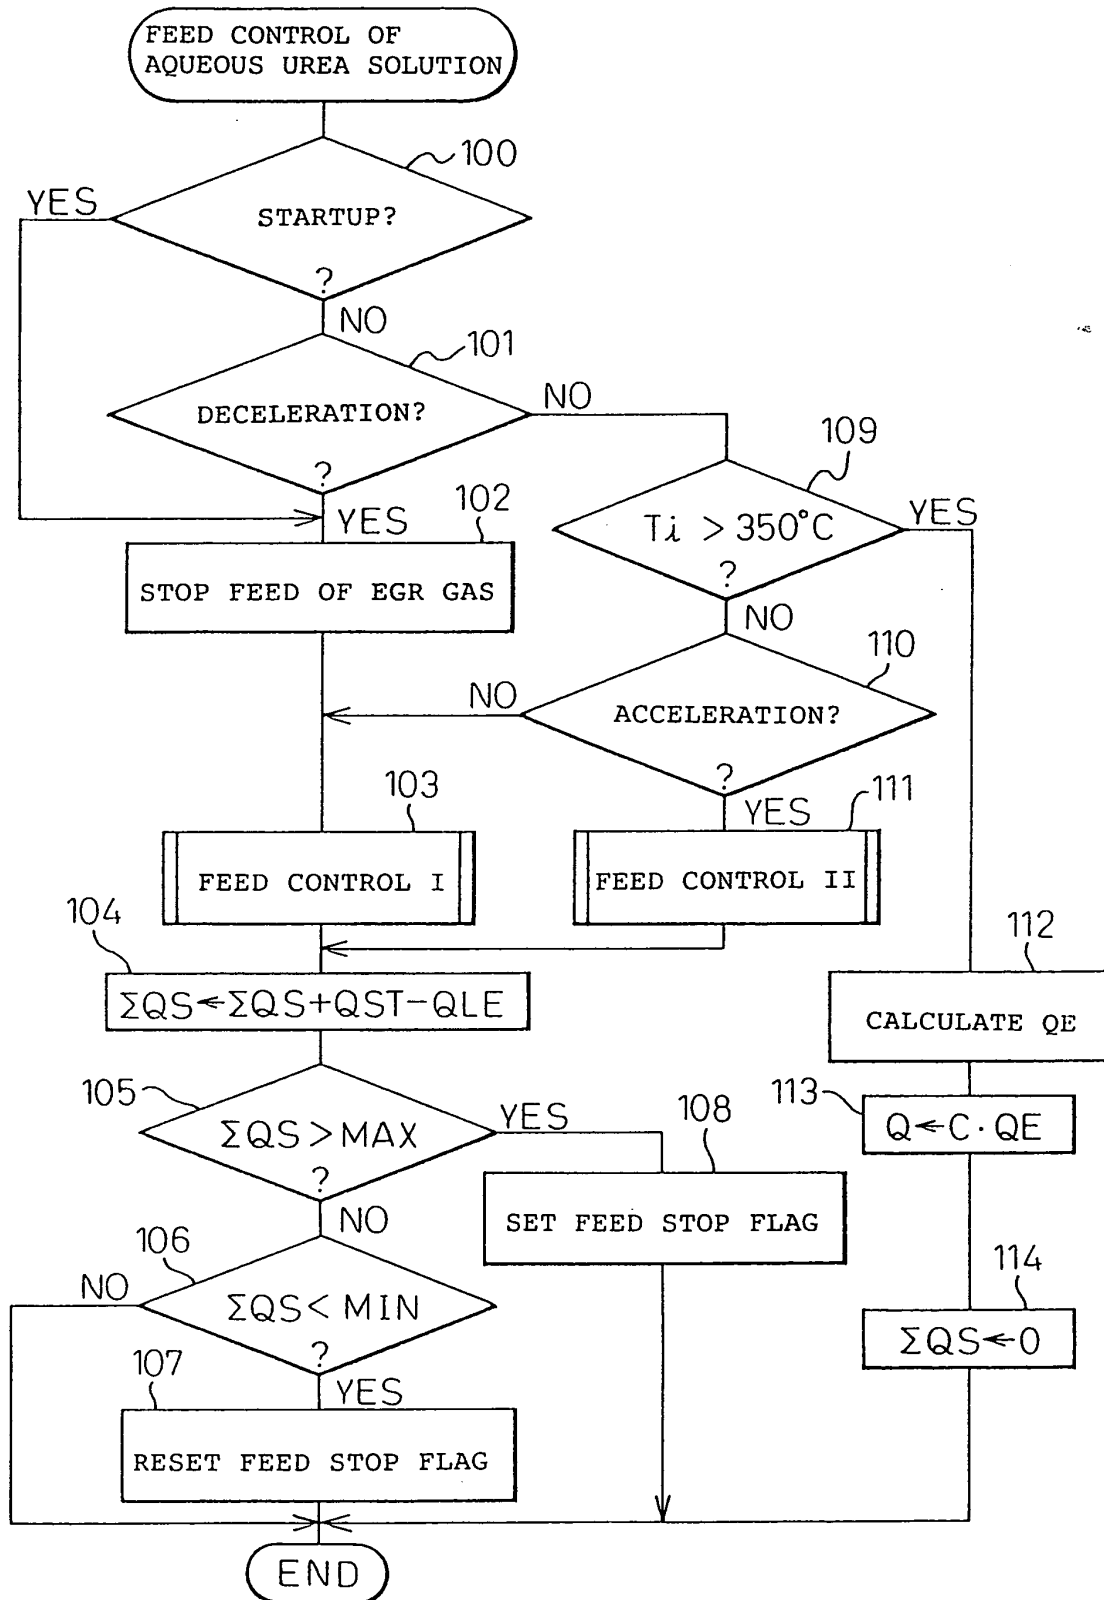 FEED CONTROL OF
AQUEOUS UREA SOLUTION
100
YES
STARTUP?
?
NO
101
DECELERATION?
NO
?
109
102
YES
Ti > 350°C
YES
STOP FEED OF EGR GAS
?
NO
110
NO
ACCELERATION?
?
103
YES
111
FEED CONTROL I
FEED CONTROL II
104
112
ΣQS←ΣQS+QST−QLE
CALCULATE QE
105
113
108
YES
ΣQS>MAX
Q←C·QE
?
NO
SET FEED STOP FLAG
106
114
NO
ΣQS<MIN
ΣQS←0
?
107
YES
RESET FEED STOP FLAG
END